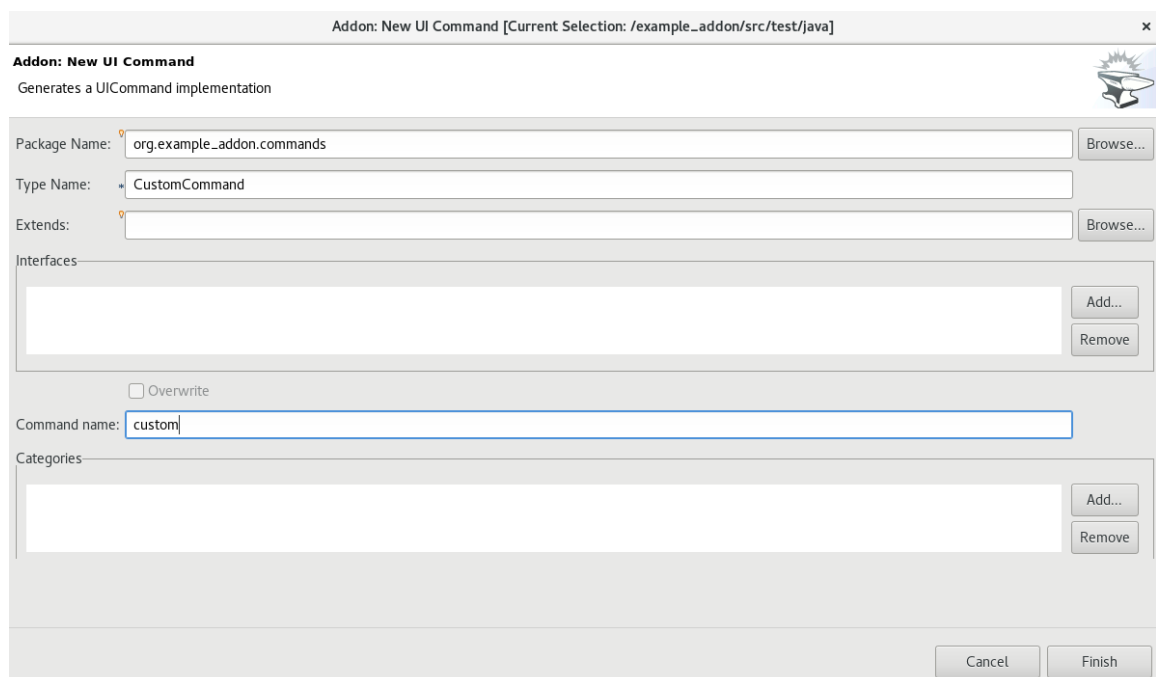 Addon: New UI Command [Current Selection: /example_addon/src/test/java] ×
Addon: New UI Command
Generates a UICommand implementation
Package Name: org.example_addon.commands Browse...
Type Name: * CustomCommand
Extends: Browse...
Interfaces
Add...
Remove
Overwrite
Command name: custom
Categories
Add...
Remove
Cancel Finish